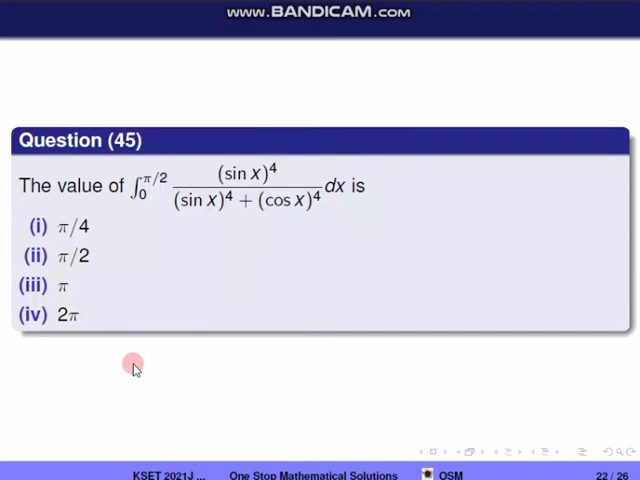 www.BANDICAM.com
Question (45)
The value of ∫₀^{π/2} (sin x)⁴ / ((sin x)⁴ + (cos x)⁴) dx is
(i) π/4
(ii) π/2
(iii) π
(iv) 2π
KSET 2021J ... One Stop Mathematical Solutions OSM 22 / 26